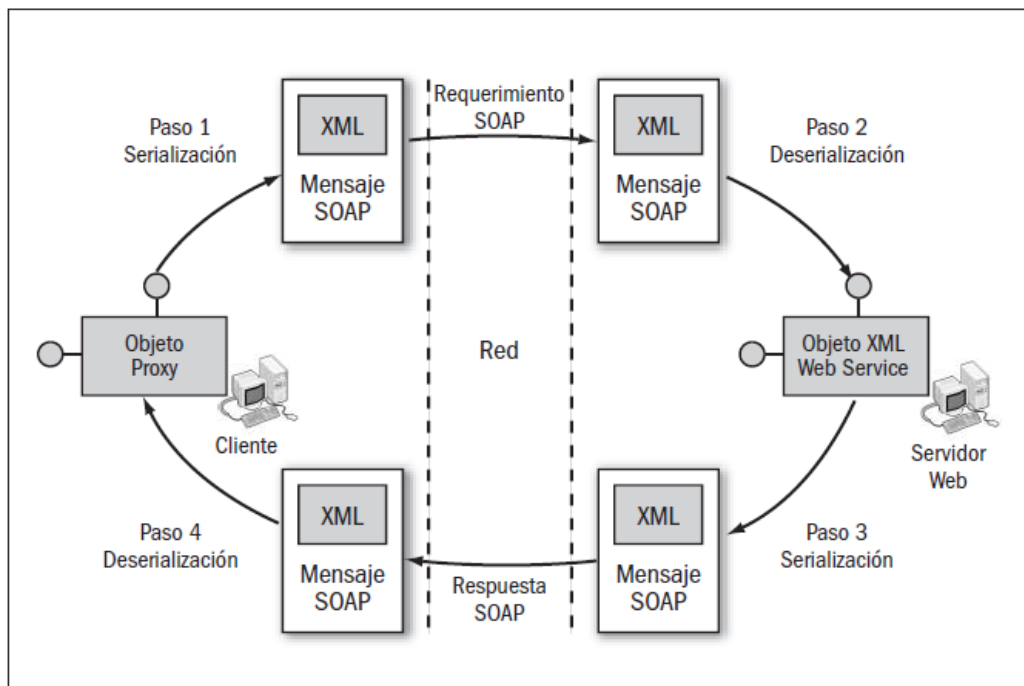 Requerimiento
SOAP
Paso 1
Serialización
XML
Mensaje
SOAP
XML
Mensaje
SOAP
Paso 2
Deserialización
Objeto
Proxy
Cliente
Red
Objeto XML
Web Service
Servidor
Web
Paso 4
Deserialización
XML
Mensaje
SOAP
Respuesta
SOAP
XML
Mensaje
SOAP
Paso 3
Serialización